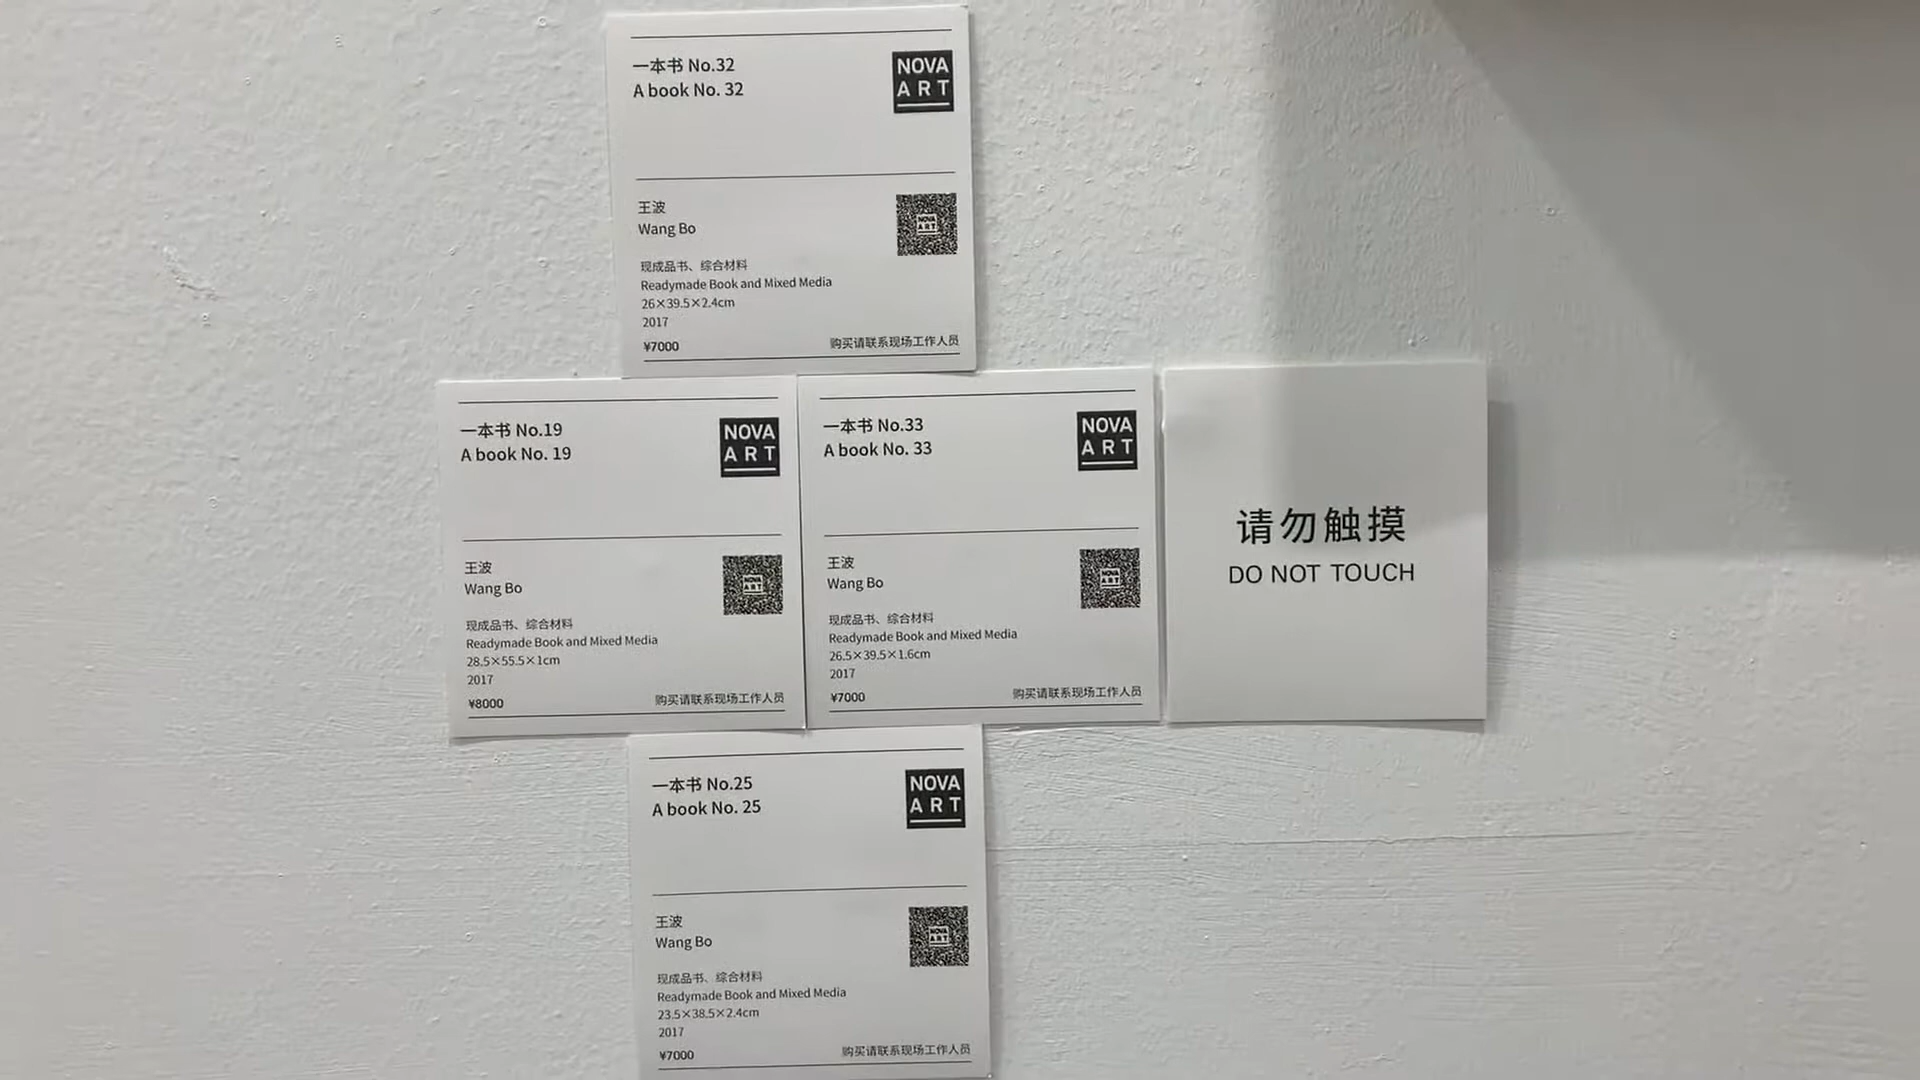 一本书 No.32
A book No. 32
NOVA
ART
王波
Wang Bo
NOVA
ART
现成品书、综合材料
Readymade Book and Mixed Media
26×39.5×2.4cm
2017
¥7000
购买请联系现场工作人员
一本书 No.19
A book No. 19
NOVA
ART
王波
Wang Bo
NOVA
ART
现成品书、综合材料
Readymade Book and Mixed Media
28.5×55.5×1cm
2017
¥8000
购买请联系现场工作人员
一本书 No.33
A book No. 33
NOVA
ART
王波
Wang Bo
NOVA
ART
现成品书、综合材料
Readymade Book and Mixed Media
26.5×39.5×1.6cm
2017
¥7000
购买请联系现场工作人员
请勿触摸
DO NOT TOUCH
一本书 No.25
A book No. 25
NOVA
ART
王波
Wang Bo
NOVA
ART
现成品书、综合材料
Readymade Book and Mixed Media
23.5×38.5×2.4cm
2017
¥7000
购买请联系现场工作人员